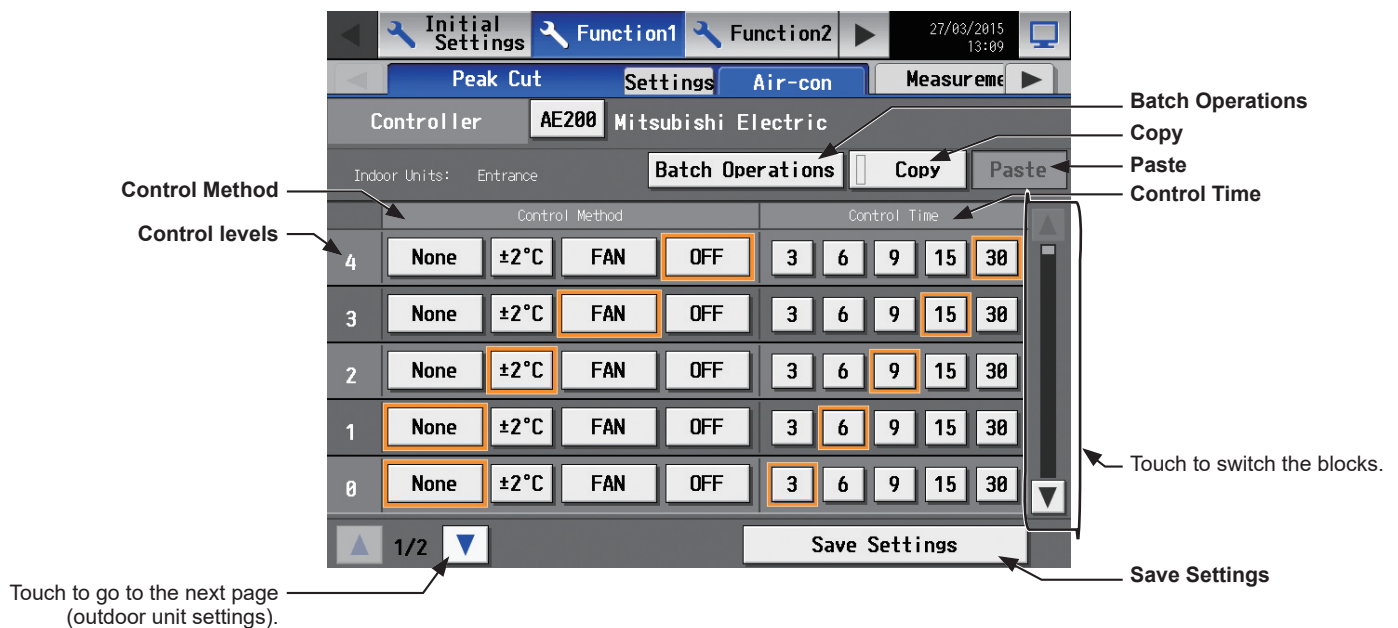 Initial Settings Function1 Function2 27/03/2015 13:09
Peak Cut Settings Air-con Measureme
Batch Operations
Controller AE200 Mitsubishi Electric
Copy
Indoor Units: Entrance Batch Operations Copy Paste
Paste
Control Method
Control Time
Control Method Control Time
Control levels
4 None ±2°C FAN OFF 3 6 9 15 30
3 None ±2°C FAN OFF 3 6 9 15 30
2 None ±2°C FAN OFF 3 6 9 15 30
1 None ±2°C FAN OFF 3 6 9 15 30
Touch to switch the blocks.
0 None ±2°C FAN OFF 3 6 9 15 30
1/2 Save Settings
Save Settings
Touch to go to the next page
(outdoor unit settings).